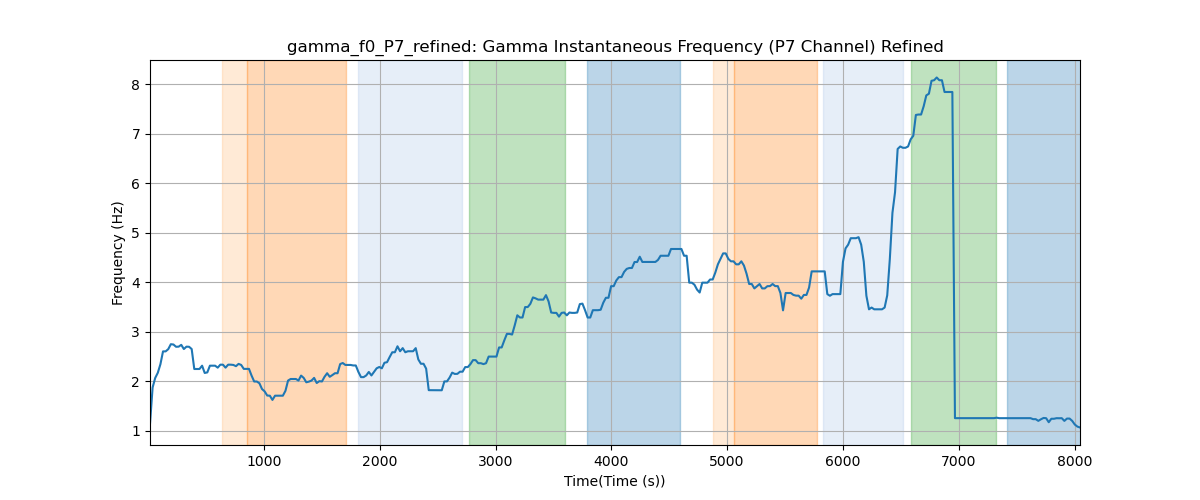 gamma_f0_P7_refined: Gamma Instantaneous Frequency (P7 Channel) Refined
Frequency (Hz)
8
7
6
5
4
3
2
1
1000 2000 3000 4000 5000 6000 7000 8000
Time(Time (s))